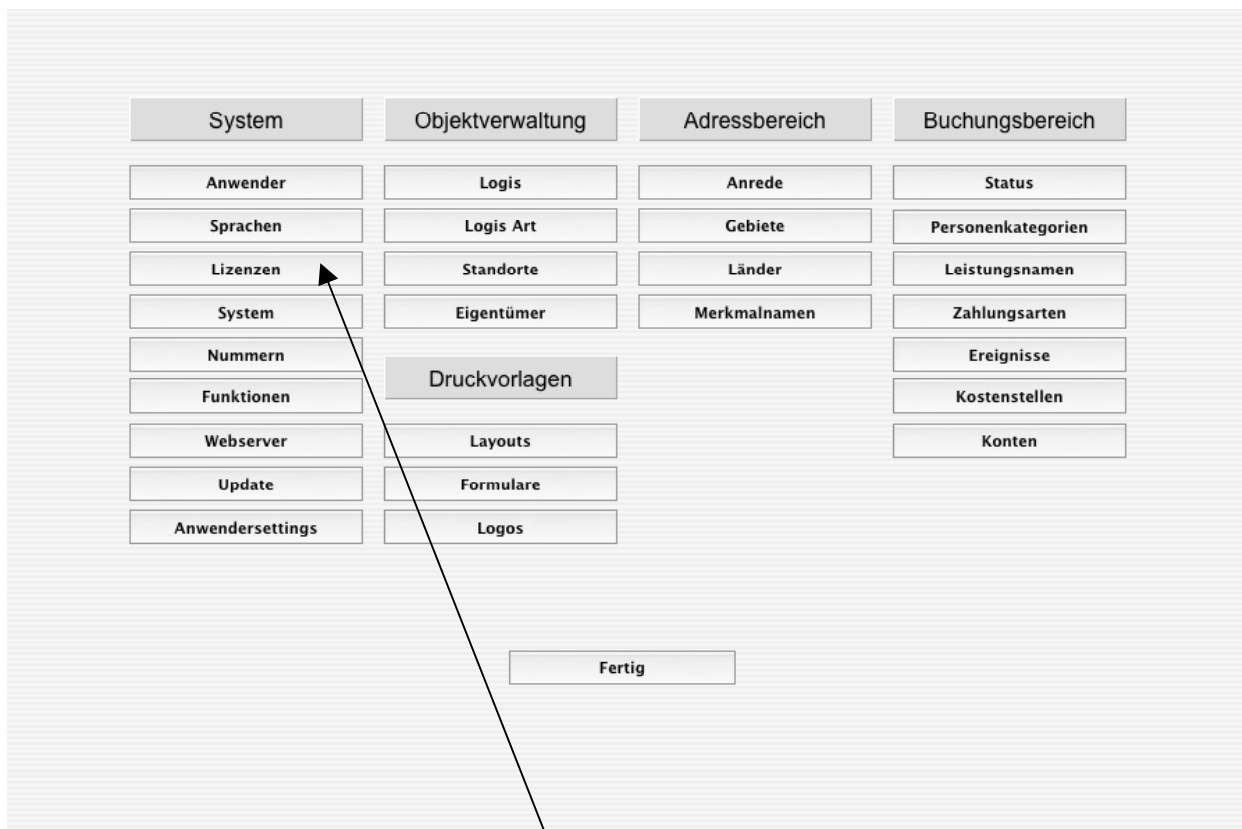 System
Anwender
Sprachen
Lizenzen
System
Nummern
Funktionen
Webserver
Update
Anwendersettings
Objektverwaltung
Logis
Logis Art
Standorte
Eigentümer
Druckvorlagen
Layouts
Formulare
Logos
Adressbereich
Anrede
Gebiete
Länder
Merkmalnamen
Buchungsbereich
Status
Personenkategorien
Leistungsnamen
Zahlungsarten
Ereignisse
Kostenstellen
Konten
Fertig